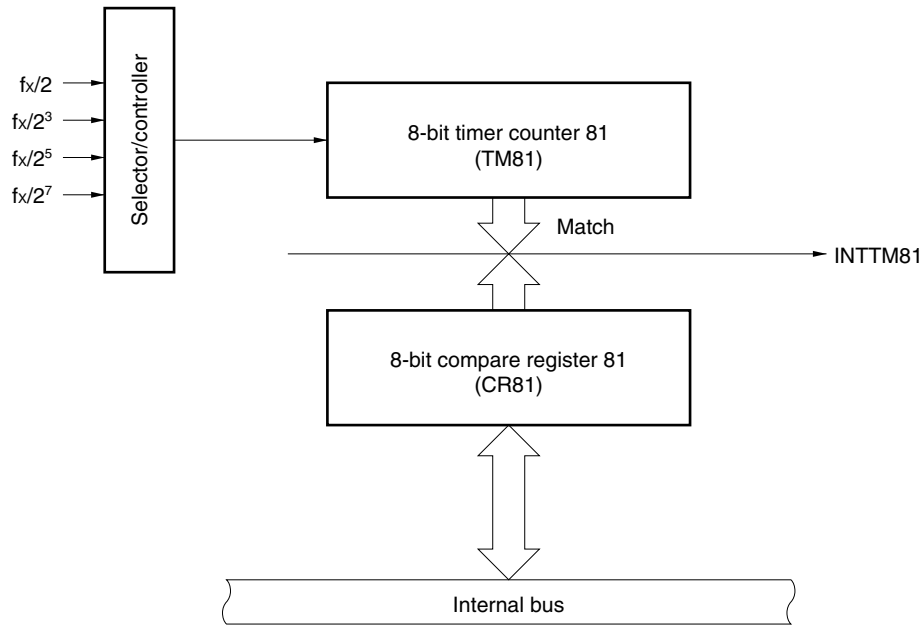 fx/2
fx/2³
fx/2⁵
fx/2⁷
Selector/controller
8-bit timer counter 81
(TM81)
Match
INTTM81
8-bit compare register 81
(CR81)
Internal bus